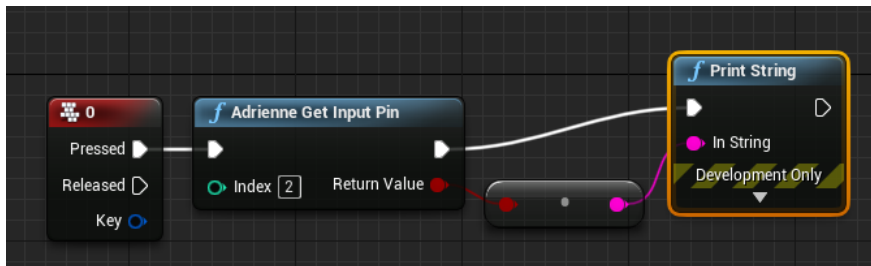 0
Pressed
Released
Key
Adrienne Get Input Pin
Index 2
Return Value
Print String
In String
Development Only